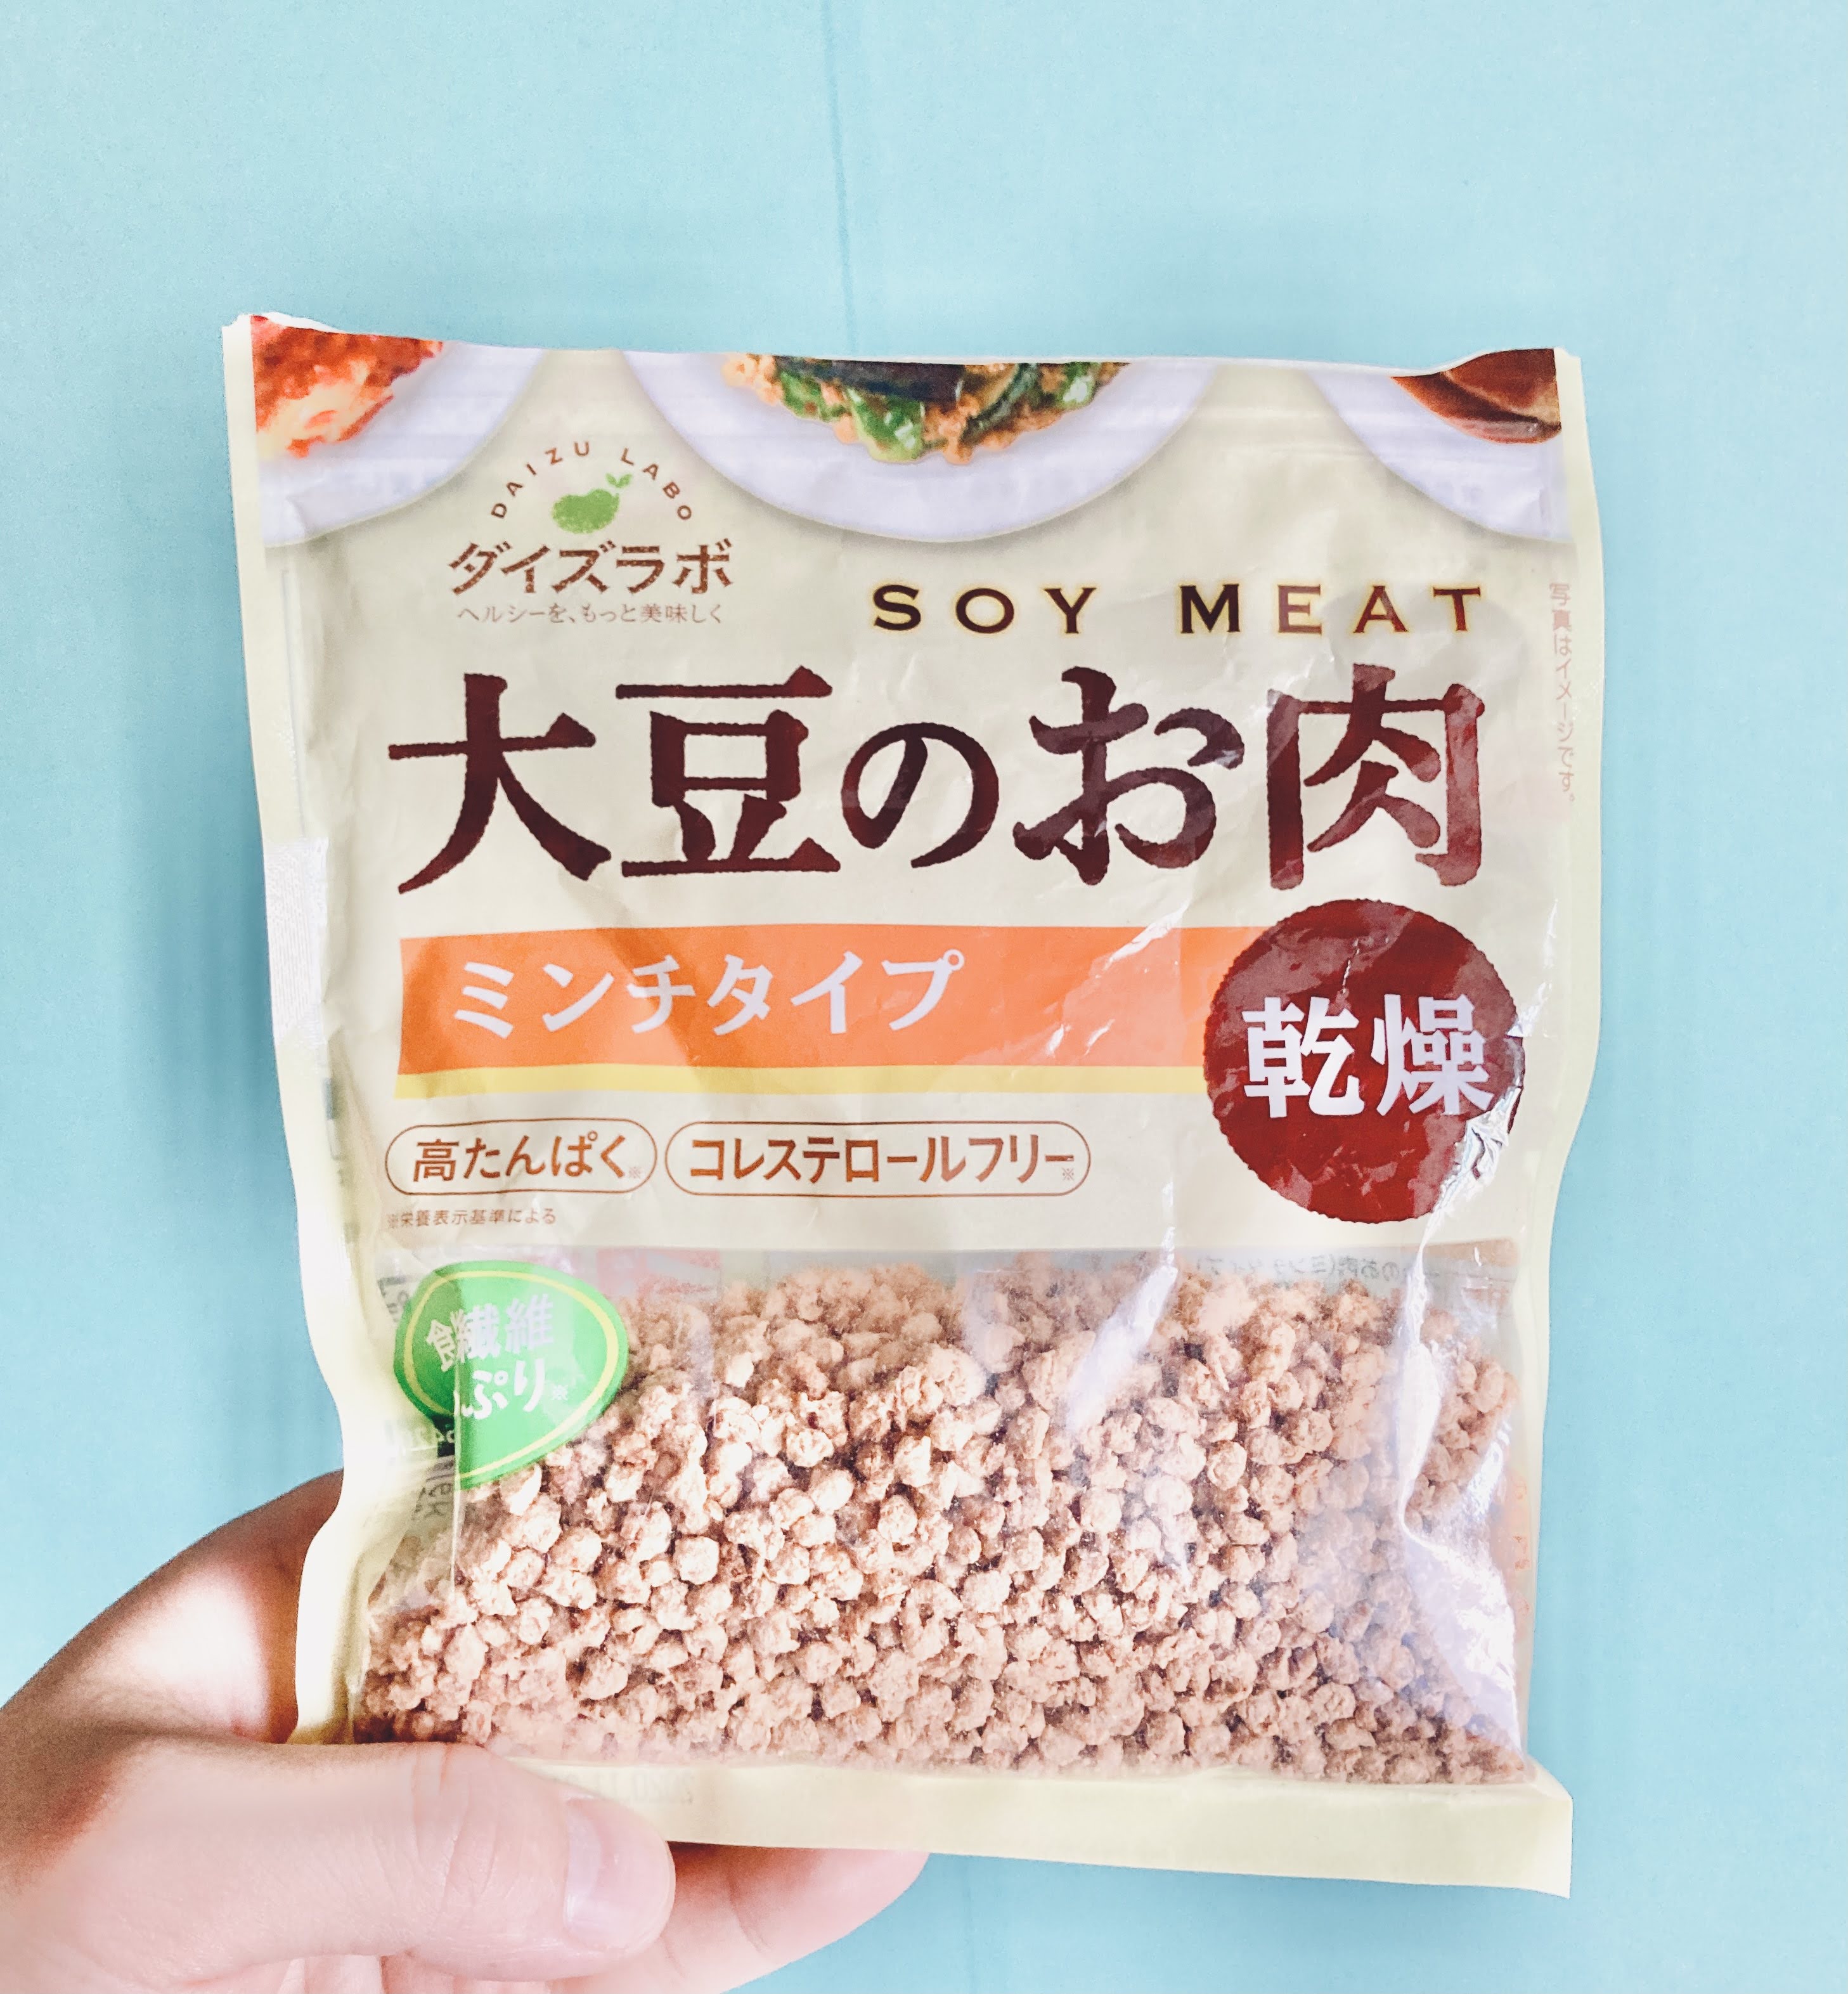 DAIZU LABO
ダイズラボ
ヘルシーを、もっと美味しく
SOY MEAT
写真はイメージです。
大豆のお肉
ミンチタイプ
乾燥
高たんぱく※
コレステロールフリー※
※栄養表示基準による
食物繊維
ぷり※